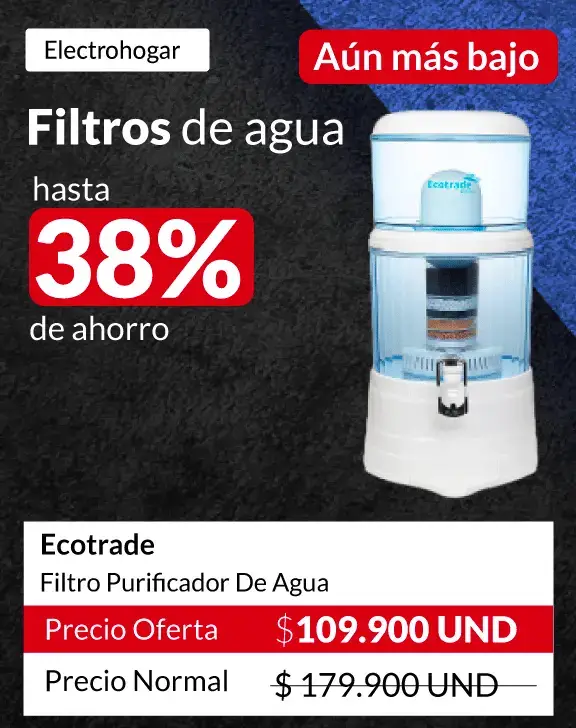 Electrohogar
Aún más bajo
Filtros de agua
hasta
38%
de ahorro
Ecotrade
Ecotrade
Filtro Purificador De Agua
Precio Oferta $109.900 UND
Precio Normal $ 179.900 UND